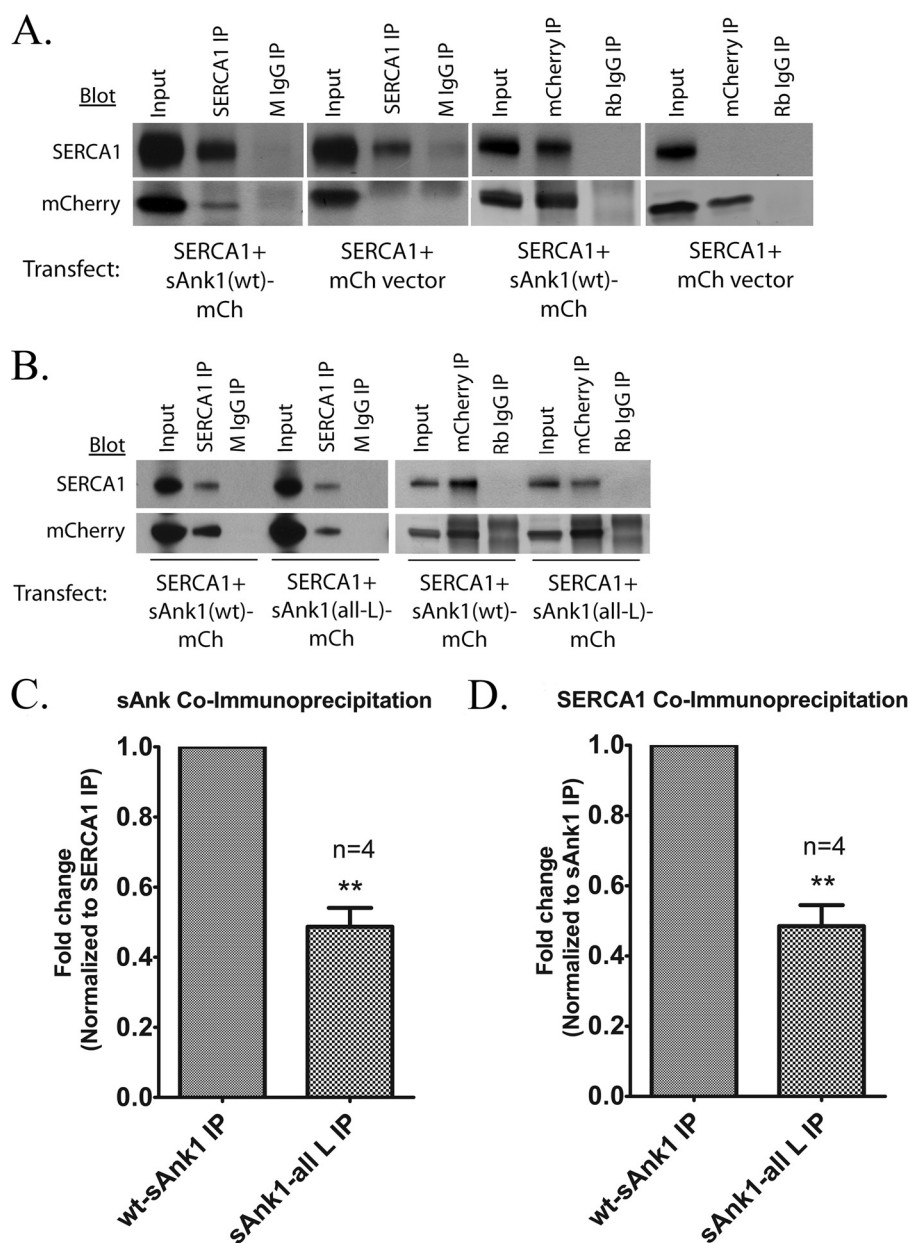 A.
Blot
Input
SERCA1 IP
M IgG IP
Input
SERCA1 IP
M IgG IP
Input
mCherry IP
Rb IgG IP
Input
mCherry IP
Rb IgG IP
SERCA1
mCherry
Transfect:
SERCA1+
sAnk1(wt)-
mCh
SERCA1+
mCh vector
SERCA1+
sAnk1(wt)-
mCh
SERCA1+
mCh vector
B.
Blot
Input
SERCA1 IP
M IgG IP
Input
SERCA1 IP
M IgG IP
Input
mCherry IP
Rb IgG IP
Input
mCherry IP
Rb IgG IP
SERCA1
mCherry
Transfect:
SERCA1+
sAnk1(wt)-
mCh
SERCA1+
sAnk1(all-L)-
mCh
SERCA1+
sAnk1(wt)-
mCh
SERCA1+
sAnk1(all-L)-
mCh
C.
sAnk Co-Immunoprecipitation
Fold change
(Normalized to SERCA1 IP)
1.0
0.8
0.6
0.4
0.2
0.0
n=4
**
wt-sAnk1 IP
sAnk1-all L IP
D.
SERCA1 Co-Immunoprecipitation
Fold change
(Normalized to sAnk1 IP)
1.0
0.8
0.6
0.4
0.2
0.0
n=4
**
wt-sAnk1 IP
sAnk1-all L IP